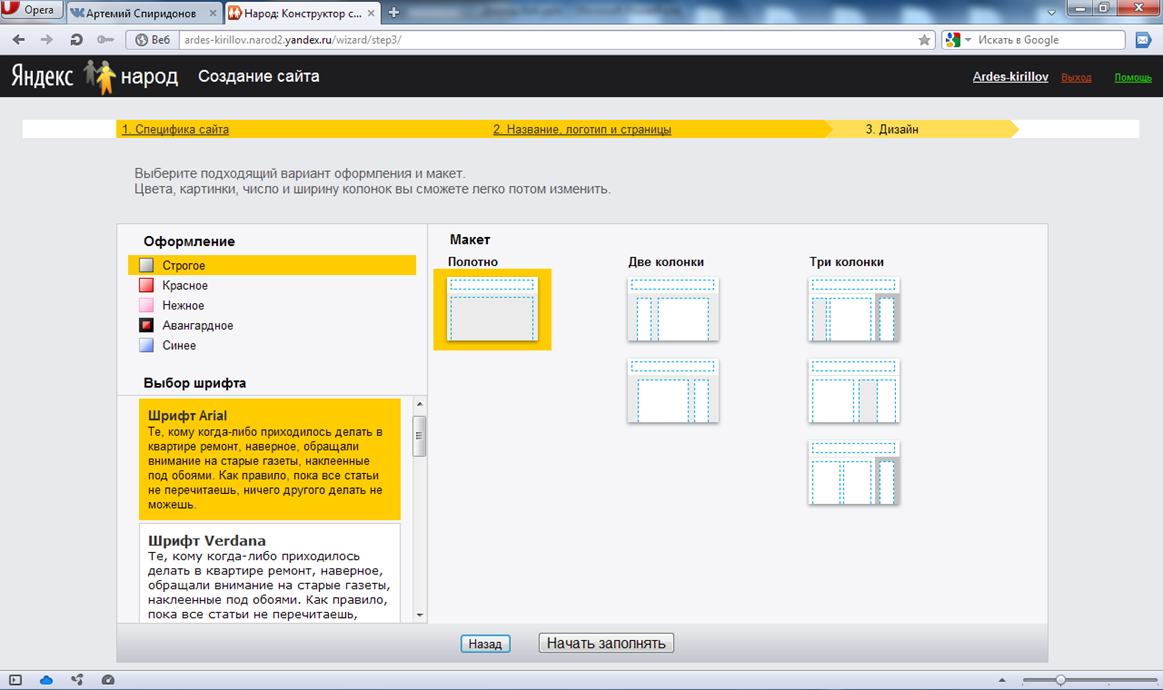 Opera
Артемий Спиридонов
Народ: Конструктор с...
Веб
ardes-kirillov.narod2.yandex.ru/wizard/step3/
Искать в Google
Яндекс народ
Создание сайта
Ardes-kirillov
Выход
Помощь
1. Специфика сайта
2. Название, логотип и страницы
3. Дизайн
Выберите подходящий вариант оформления и макет.
Цвета, картинки, число и ширину колонок вы сможете легко потом изменить.
Оформление
Строгое
Красное
Нежное
Авангардное
Синее
Выбор шрифта
Шрифт Arial
Те, кому когда-либо приходилось делать в
квартире ремонт, наверное, обращали
внимание на старые газеты, наклеенные
под обоями. Как правило, пока все статьи
не перечитаешь, ничего другого делать не
можешь.
Шрифт Verdana
Те, кому когда-либо приходилось
делать в квартире ремонт, наверное,
обращали внимание на старые газеты,
наклеенные под обоями. Как правило,
пока все статьи не перечитаешь,
Макет
Полотно
Две колонки
Три колонки
Назад
Начать заполнять